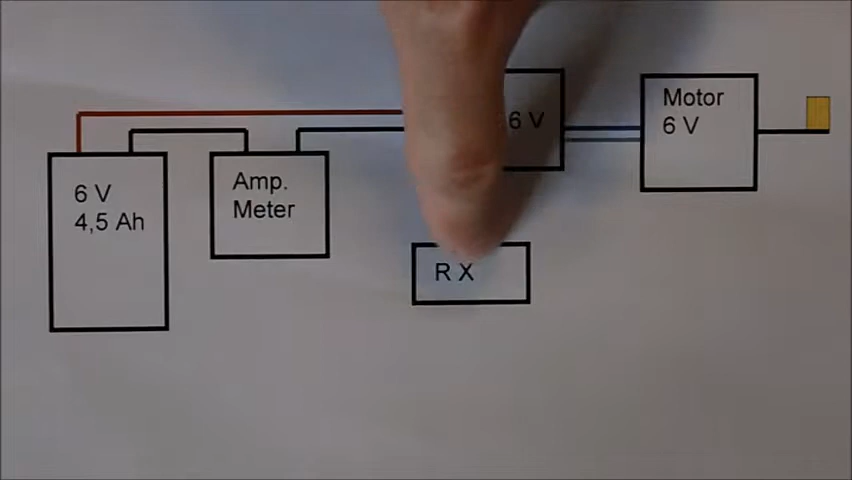 6 V
4,5 Ah
Amp.
Meter
6 V
Motor
6 V
R X